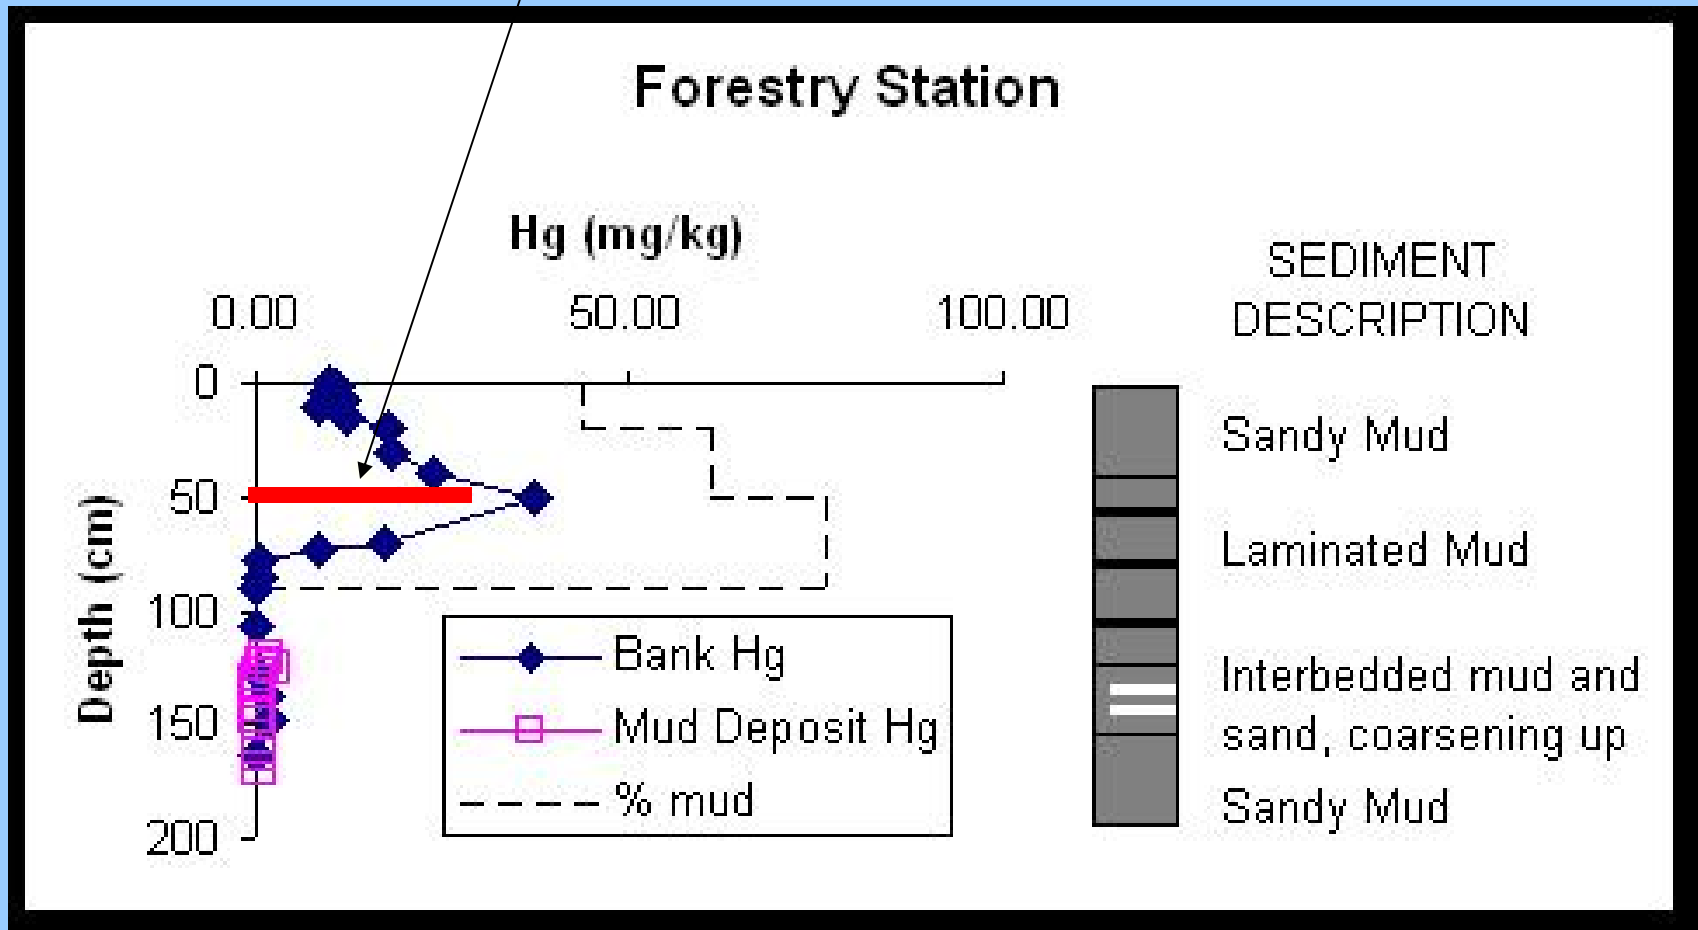 Forestry Station
Hg (mg/kg)
0.00 50.00 100.00
SEDIMENT
DESCRIPTION
0
50
100
150
200
Depth (cm)
Bank Hg
Mud Deposit Hg
% mud
Sandy Mud
Laminated Mud
Interbedded mud and
sand, coarsening up
Sandy Mud